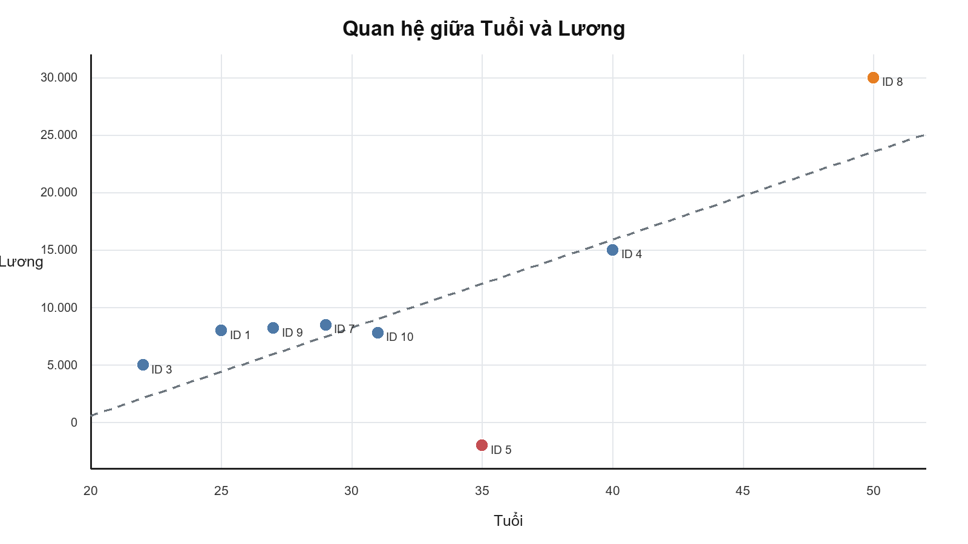 Quan hệ giữa Tuổi và Lương
30.000
ID 8
25.000
20.000
15.000
ID 4
Lương
10.000
ID 1
ID 9
ID 7
ID 10
5.000
ID 3
0
ID 5
20 25 30 35 40 45 50
Tuổi